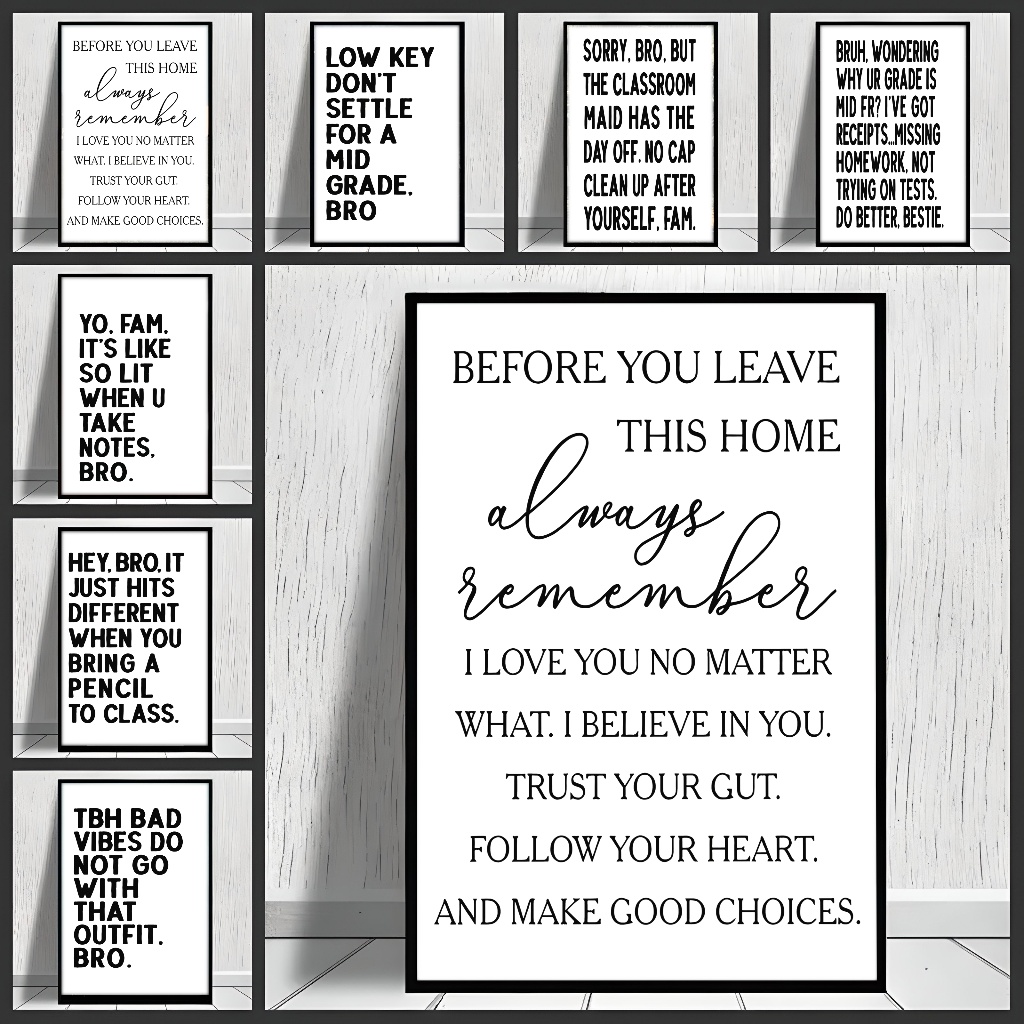 BEFORE YOU LEAVE
THIS HOME
always
remember
I LOVE YOU NO MATTER
WHAT. I BELIEVE IN YOU.
TRUST YOUR GUT.
FOLLOW YOUR HEART.
AND MAKE GOOD CHOICES.
LOW KEY
DON'T
SETTLE
FOR A
MID
GRADE.
BRO
SORRY, BRO, BUT
THE CLASSROOM
MAID HAS THE
DAY OFF. NO CAP
CLEAN UP AFTER
YOURSELF, FAM.
BRUH, WONDERING
WHY UR GRADE IS
MID FR? I'VE GOT
RECEIPTS...MISSING
HOMEWORK, NOT
TRYING ON TESTS.
DO BETTER, BESTIE.
YO, FAM,
IT'S LIKE
SO LIT
WHEN U
TAKE
NOTES,
BRO.
HEY, BRO, IT
JUST HITS
DIFFERENT
WHEN YOU
BRING A
PENCIL
TO CLASS.
TBH BAD
VIBES DO
NOT GO
WITH
THAT
OUTFIT,
BRO.
BEFORE YOU LEAVE
THIS HOME
always
remember
I LOVE YOU NO MATTER
WHAT. I BELIEVE IN YOU.
TRUST YOUR GUT.
FOLLOW YOUR HEART.
AND MAKE GOOD CHOICES.